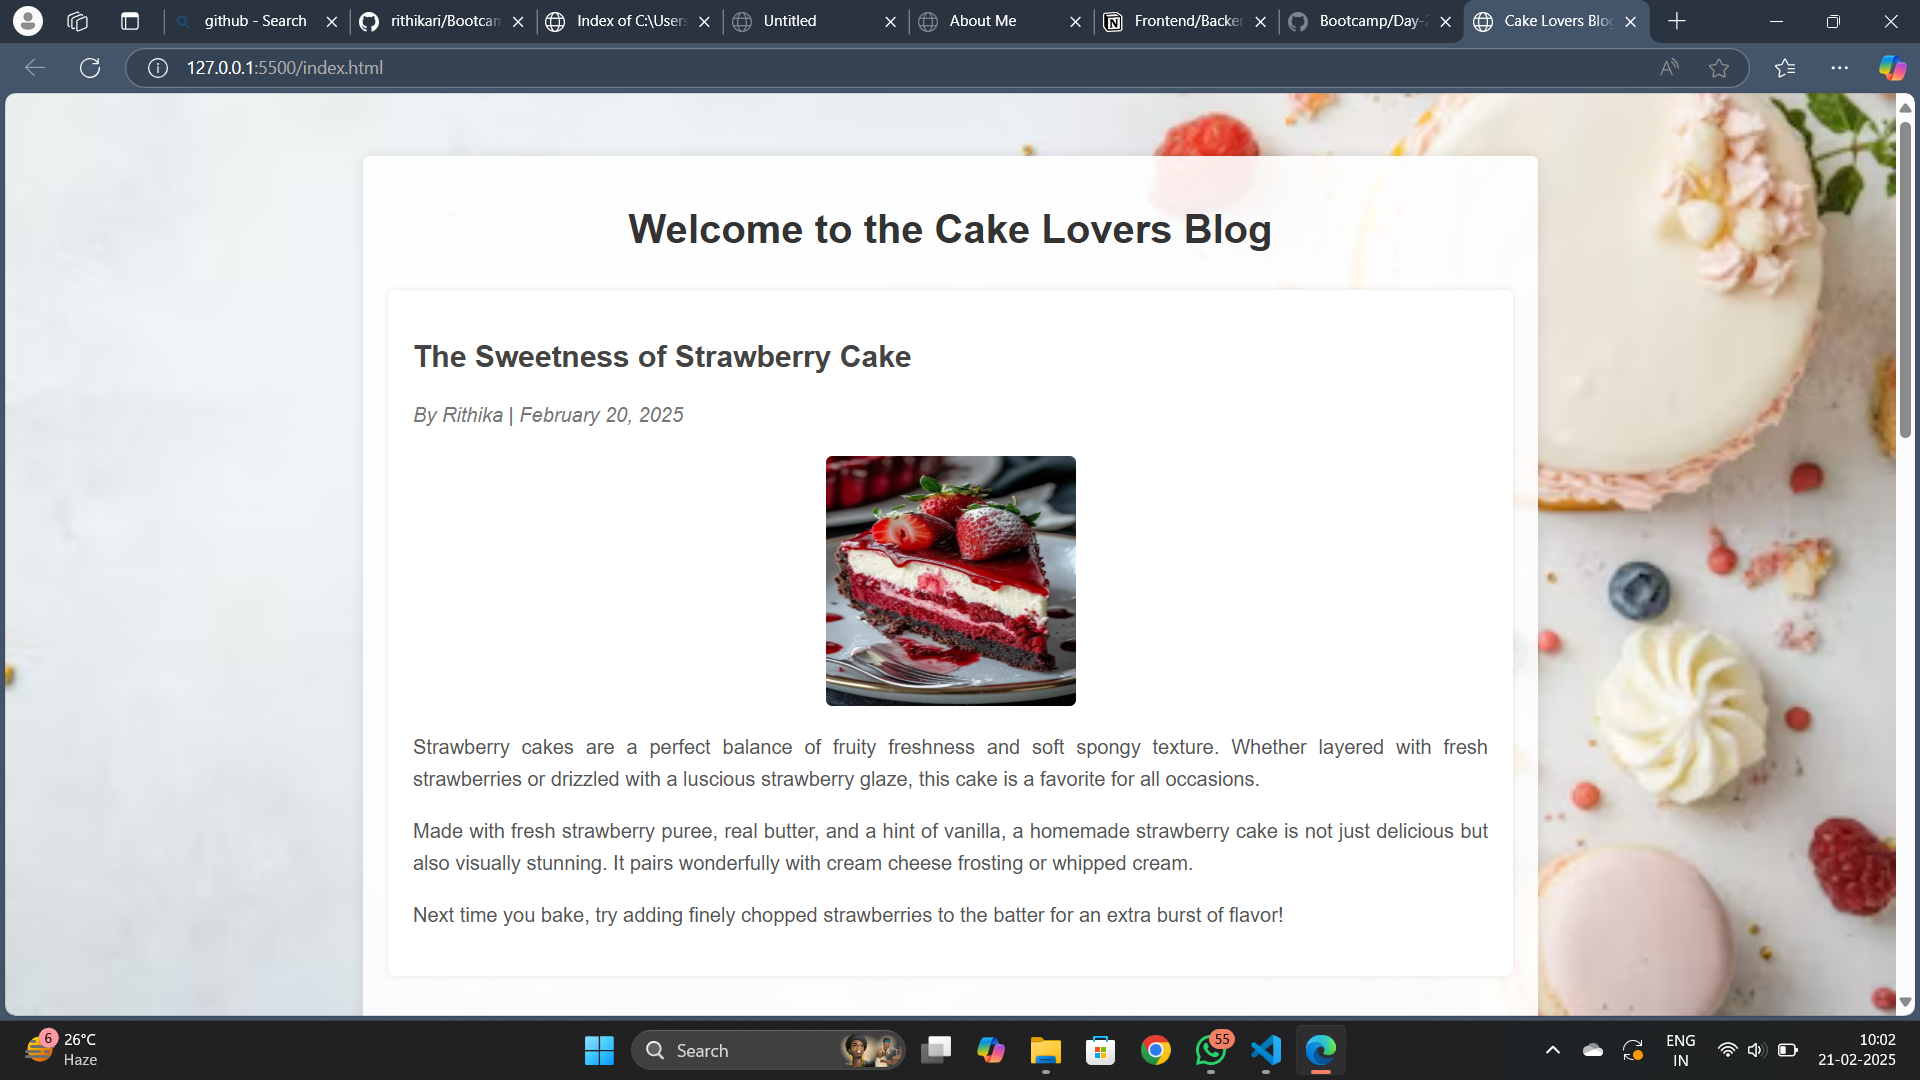 github - Search
rithikari/Bootcam
Index of C:\Users
Untitled
About Me
Frontend/Backen
Bootcamp/Day-
Cake Lovers Blog
127.0.0.1:5500/index.html
Welcome to the Cake Lovers Blog
The Sweetness of Strawberry Cake
By Rithika | February 20, 2025
Strawberry cakes are a perfect balance of fruity freshness and soft spongy texture. Whether layered with fresh
strawberries or drizzled with a luscious strawberry glaze, this cake is a favorite for all occasions.
Made with fresh strawberry puree, real butter, and a hint of vanilla, a homemade strawberry cake is not just delicious but
also visually stunning. It pairs wonderfully with cream cheese frosting or whipped cream.
Next time you bake, try adding finely chopped strawberries to the batter for an extra burst of flavor!
6
26°C
Haze
Search
55
ENG
IN
10:02
21-02-2025